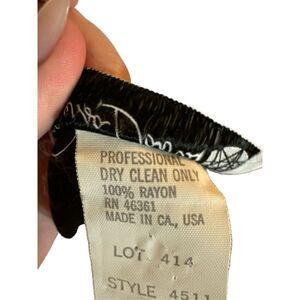 PROFESSIONAL
DRY CLEAN ONLY
100% RAYON
RN 46361
MADE IN CA., USA
LOT 414
STYLE 4511